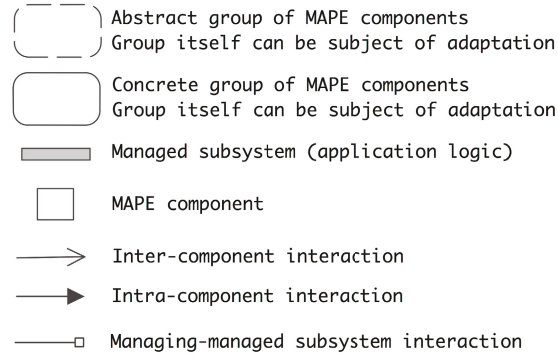 Abstract group of MAPE components
Group itself can be subject of adaptation
Concrete group of MAPE components
Group itself can be subject of adaptation
Managed subsystem (application logic)
MAPE component
Inter-component interaction
Intra-component interaction
Managing-managed subsystem interaction